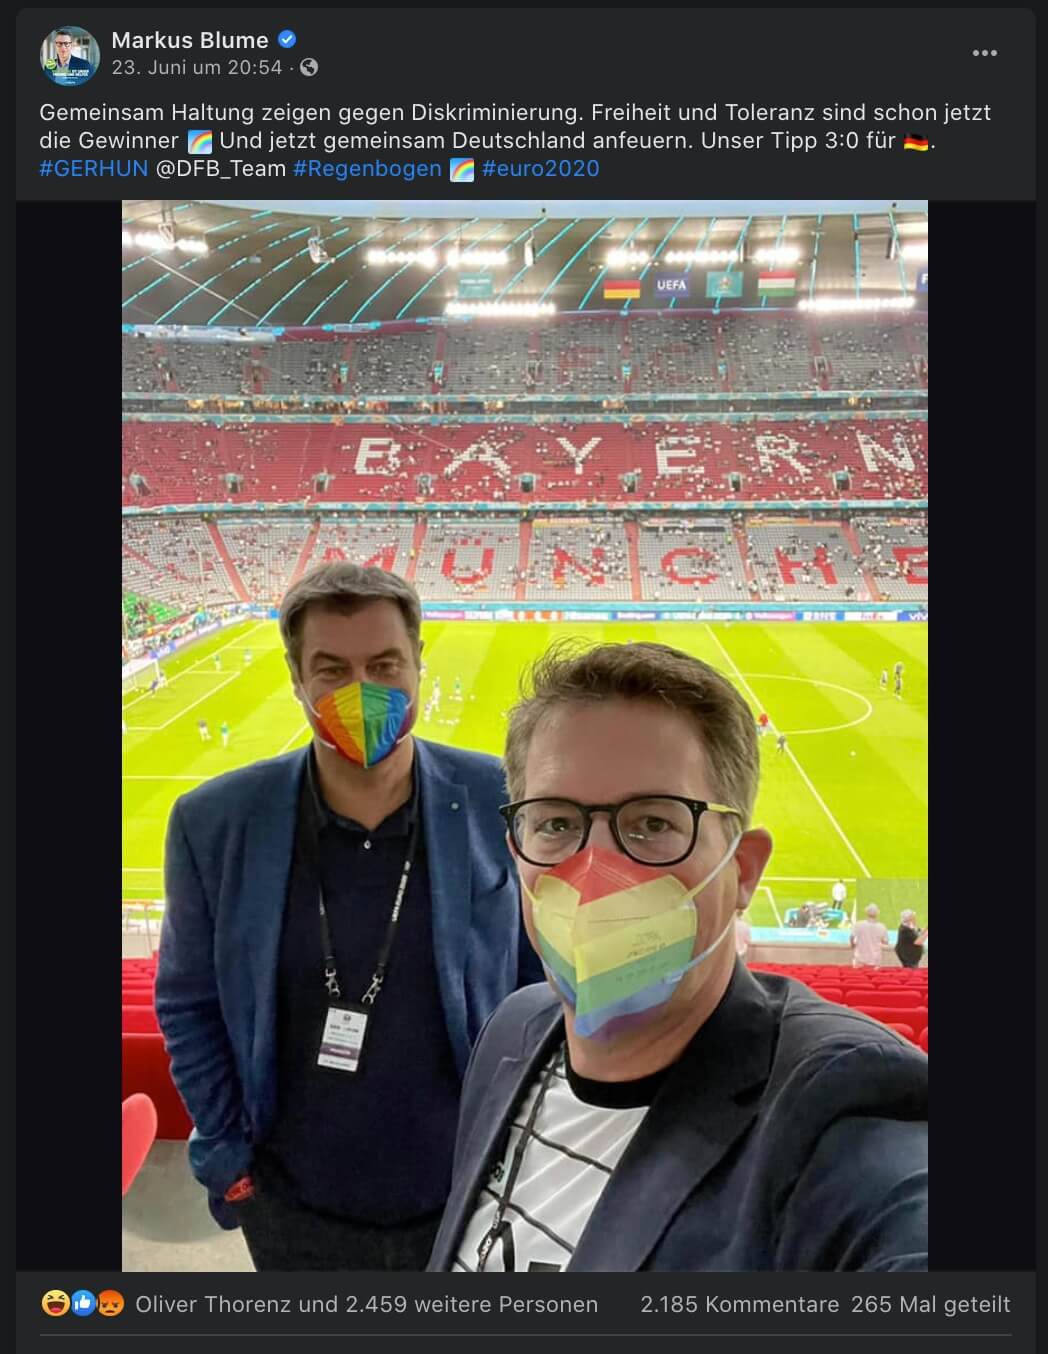 Markus Blume
23. Juni um 20:54 ·
Gemeinsam Haltung zeigen gegen Diskriminierung. Freiheit und Toleranz sind schon jetzt
die Gewinner 🌈 Und jetzt gemeinsam Deutschland anfeuern. Unser Tipp 3:0 für 🇩🇪.
#GERHUN @DFB_Team #Regenbogen 🌈 #euro2020
UEFA
BAYERN
MÜNCHE
Oliver Thorenz und 2.459 weitere Personen
2.185 Kommentare 265 Mal geteilt